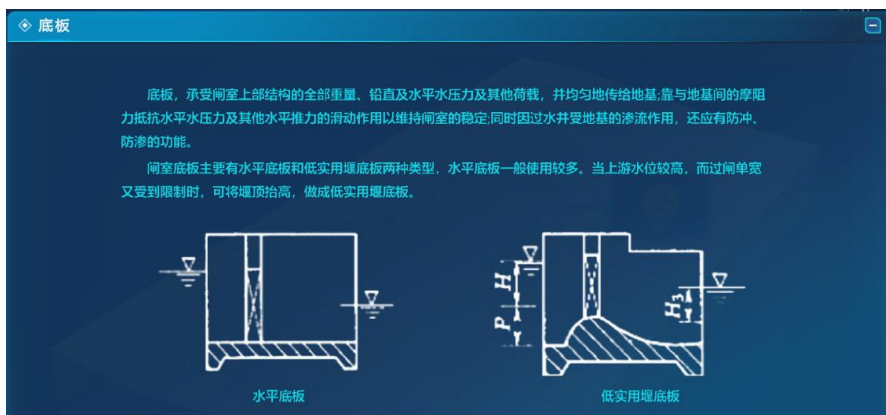 底板
底板，承受闸室上部结构的全部重量、铅直及水平水压力及其他荷载，并均匀地传给地基;靠与地基间的摩阻
力抵抗水平水压力及其他水平推力的滑动作用以维持闸室的稳定;同时因过水并受地基的渗流作用，还应有防冲、
防渗的功能。
闸室底板主要有水平底板和低实用堰底板两种类型，水平底板一般使用较多。当上游水位较高，而过闸单宽
又受到限制时，可将堰顶抬高，做成低实用堰底板。
H
P
H₃
水平底板
低实用堰底板